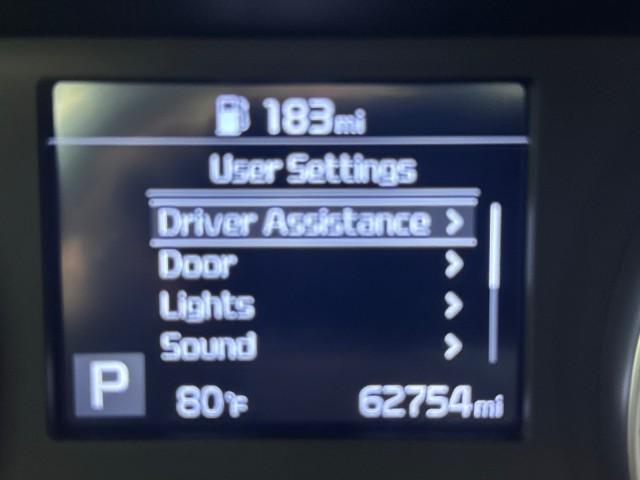 183mi
User Settings
Driver Assistance
Door
Lights
Sound
P
80°F 62754mi